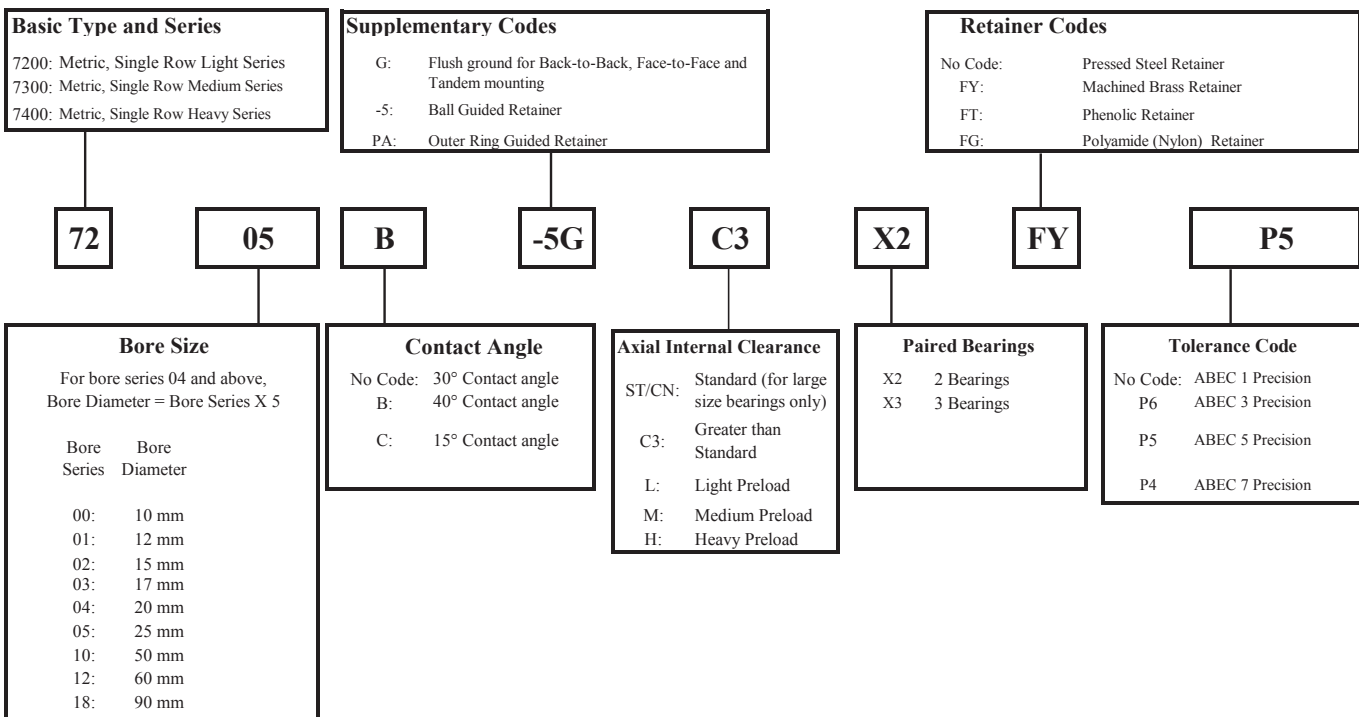 Basic Type and Series
7200: Metric, Single Row Light Series
7300: Metric, Single Row Medium Series
7400: Metric, Single Row Heavy Series
Supplementary Codes
G: Flush ground for Back-to-Back, Face-to-Face and
Tandem mounting
-5: Ball Guided Retainer
PA: Outer Ring Guided Retainer
Retainer Codes
No Code: Pressed Steel Retainer
FY: Machined Brass Retainer
FT: Phenolic Retainer
FG: Polyamide (Nylon) Retainer
72 05 B -5G C3 X2 FY P5
Bore Size
For bore series 04 and above,
Bore Diameter = Bore Series X 5
Bore Bore
Series Diameter
00: 10 mm
01: 12 mm
02: 15 mm
03: 17 mm
04: 20 mm
05: 25 mm
10: 50 mm
12: 60 mm
18: 90 mm
Contact Angle
No Code: 30° Contact angle
B: 40° Contact angle
C: 15° Contact angle
Axial Internal Clearance
ST/CN: Standard (for large
size bearings only)
C3: Greater than
Standard
L: Light Preload
M: Medium Preload
H: Heavy Preload
Paired Bearings
X2 2 Bearings
X3 3 Bearings
Tolerance Code
No Code: ABEC 1 Precision
P6 ABEC 3 Precision
P5 ABEC 5 Precision
P4 ABEC 7 Precision